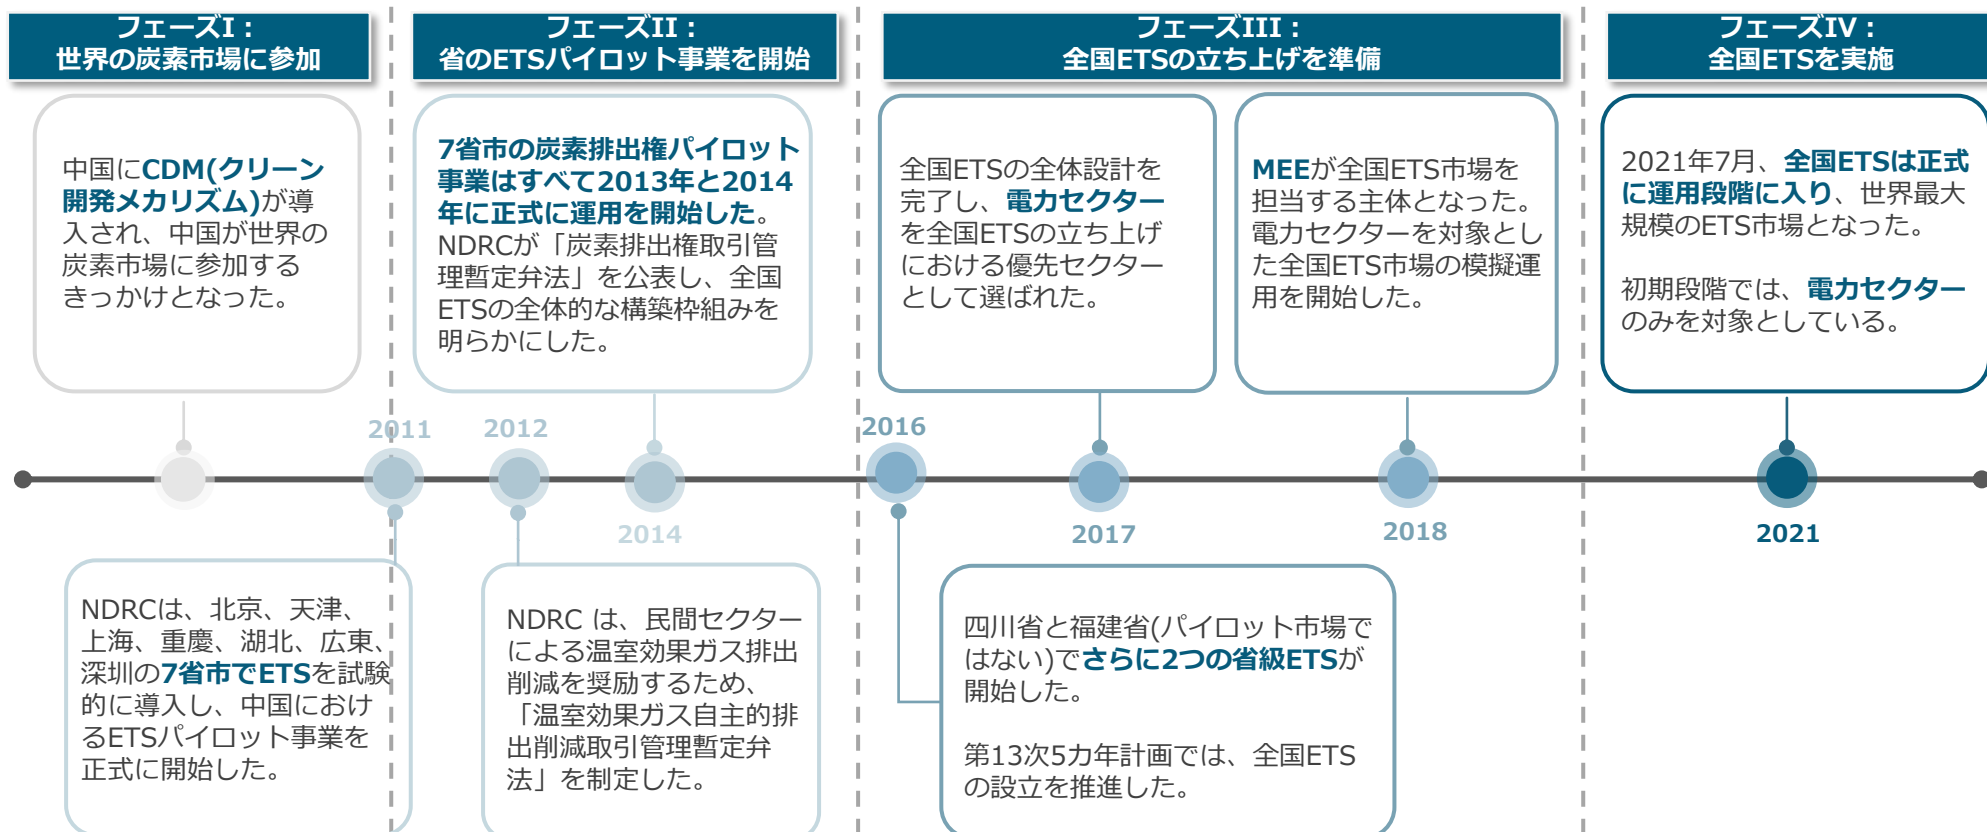 フェーズI：
世界の炭素市場に参加
フェーズII：
省のETSパイロット事業を開始
フェーズIII：
全国ETSの立ち上げを準備
フェーズIV：
全国ETSを実施
中国にCDM(クリーン
開発メカリズム)が導
入され、中国が世界の
炭素市場に参加する
きっかけとなった。
7省市の炭素排出権パイロット
事業はすべて2013年と2014
年に正式に運用を開始した。
NDRCが「炭素排出権取引管
理暫定弁法」を公表し、全国
ETSの全体的な構築枠組みを
明らかにした。
全国ETSの全体設計を
完了し、電力セクター
を全国ETSの立ち上げ
における優先セクター
として選ばれた。
MEEが全国ETS市場を
担当する主体となった。
電力セクターを対象とし
た全国ETS市場の模擬運
用を開始した。
2021年7月、全国ETSは正式
に運用段階に入り、世界最大
規模のETS市場となった。
初期段階では、電力セクター
のみを対象としている。
2011
2012
2014
2016
2017
2018
2021
NDRCは、北京、天津、
上海、重慶、湖北、広東、
深圳の7省市でETSを試験
的に導入し、中国におけ
るETSパイロット事業を
正式に開始した。
NDRC は、民間セクター
による温室効果ガス排出
削減を奨励するため、
「温室効果ガス自主的排
出削減取引管理暫定弁
法」を制定した。
四川省と福建省(パイロット市場で
はない)でさらに2つの省級ETSが
開始した。
第13次5カ年計画では、全国ETS
の設立を推進した。